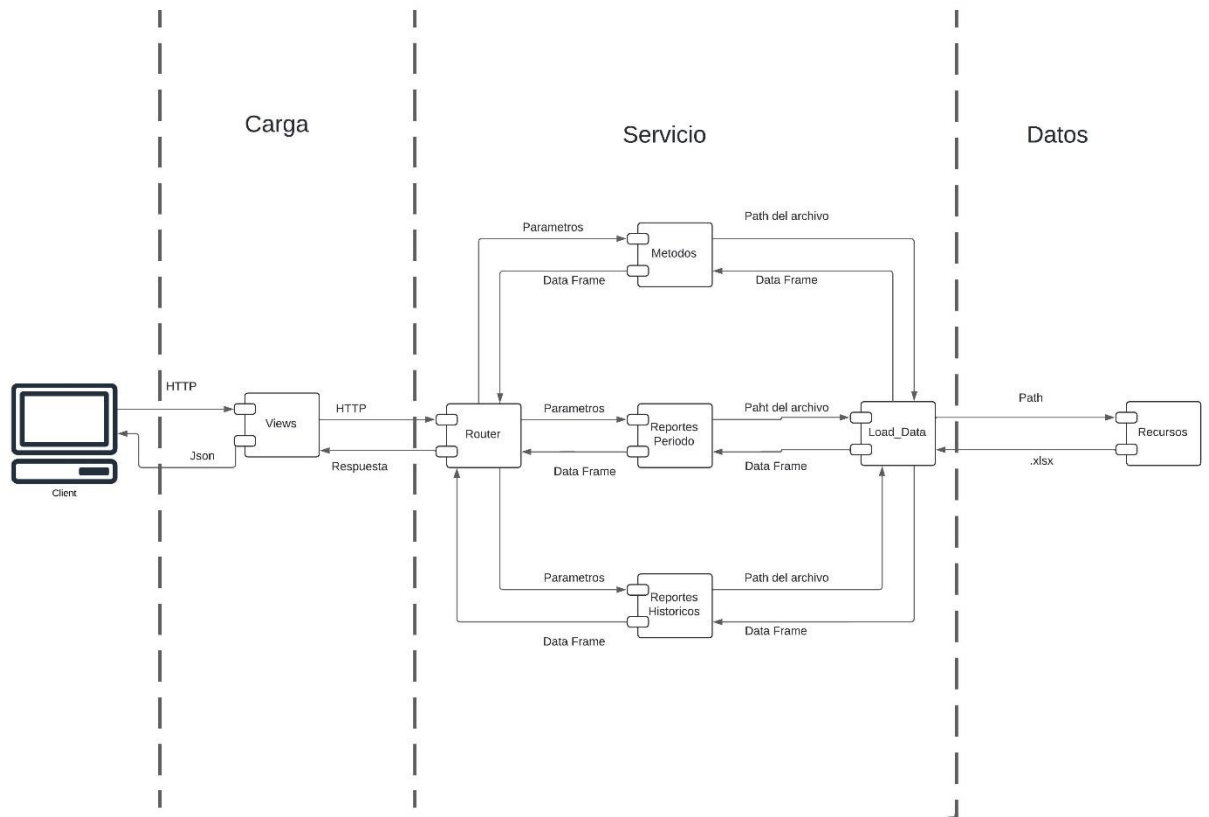 Carga
Servicio
Datos
Parametros
Path del archivo
Metodos
Data Frame
Data Frame
HTTP
HTTP
Parametros
Paht del archivo
Path
Views
Router
Reportes
Periodo
Load_Data
Recursos
Json
Respuesta
Data Frame
Data Frame
.xlsx
Client
Parametros
Path del archivo
Reportes
Historicos
Data Frame
Data Frame